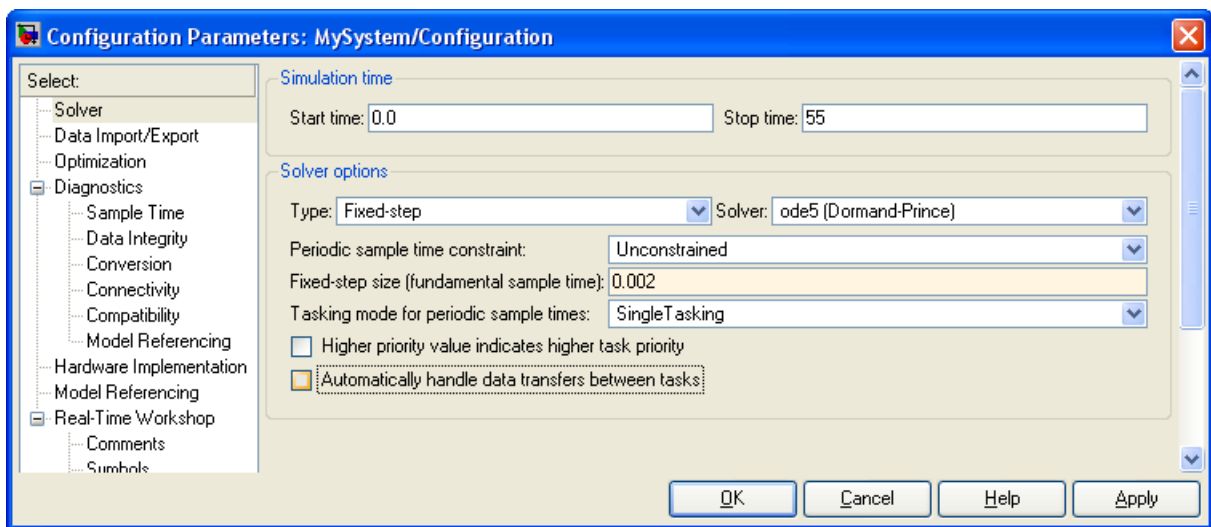 Configuration Parameters: MySystem/Configuration
Select:
Solver
Data Import/Export
Optimization
Diagnostics
Sample Time
Data Integrity
Conversion
Connectivity
Compatibility
Model Referencing
Hardware Implementation
Model Referencing
Real-Time Workshop
Comments
Symbols
Simulation time
Start time: 0.0 Stop time: 55
Solver options
Type: Fixed-step Solver: ode5 (Dormand-Prince)
Periodic sample time constraint: Unconstrained
Fixed-step size (fundamental sample time): 0.002
Tasking mode for periodic sample times: SingleTasking
Higher priority value indicates higher task priority
Automatically handle data transfers between tasks
OK Cancel Help Apply